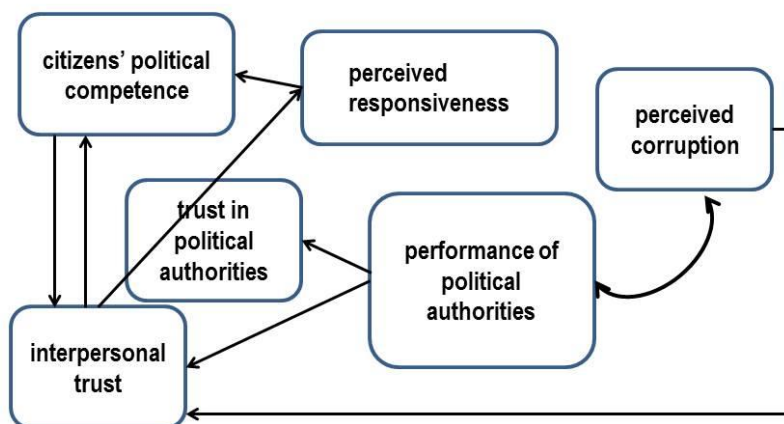 citizens’ political
competence
perceived
responsiveness
perceived
corruption
trust in
political
authorities
performance of
political
authorities
interpersonal
trust